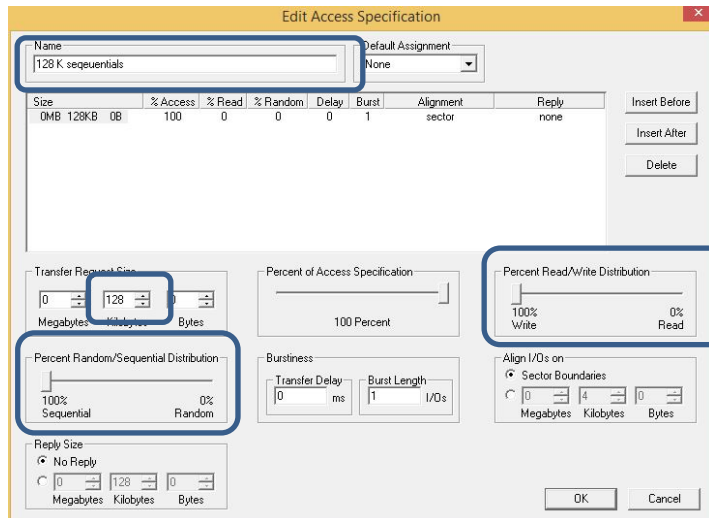 Edit Access Specification
Name
Default Assignment
128 K seqeuentials
None
Size % Access % Read % Random Delay Burst Alignment Reply
0MB 128KB 0B 100 0 0 0 1 sector none
Insert Before
Insert After
Delete
Transfer Request Size
0 128 0
Megabytes Kilobytes Bytes
Percent of Access Specification
100 Percent
Percent Read/Write Distribution
100% 0%
Write Read
Percent Random/Sequential Distribution
100% 0%
Sequential Random
Burstiness
Transfer Delay Burst Length
0 ms 1 I/Os
Align I/Os on
Sector Boundaries
0 4 0
Megabytes Kilobytes Bytes
Reply Size
No Reply
0 128 0
Megabytes Kilobytes Bytes
OK Cancel